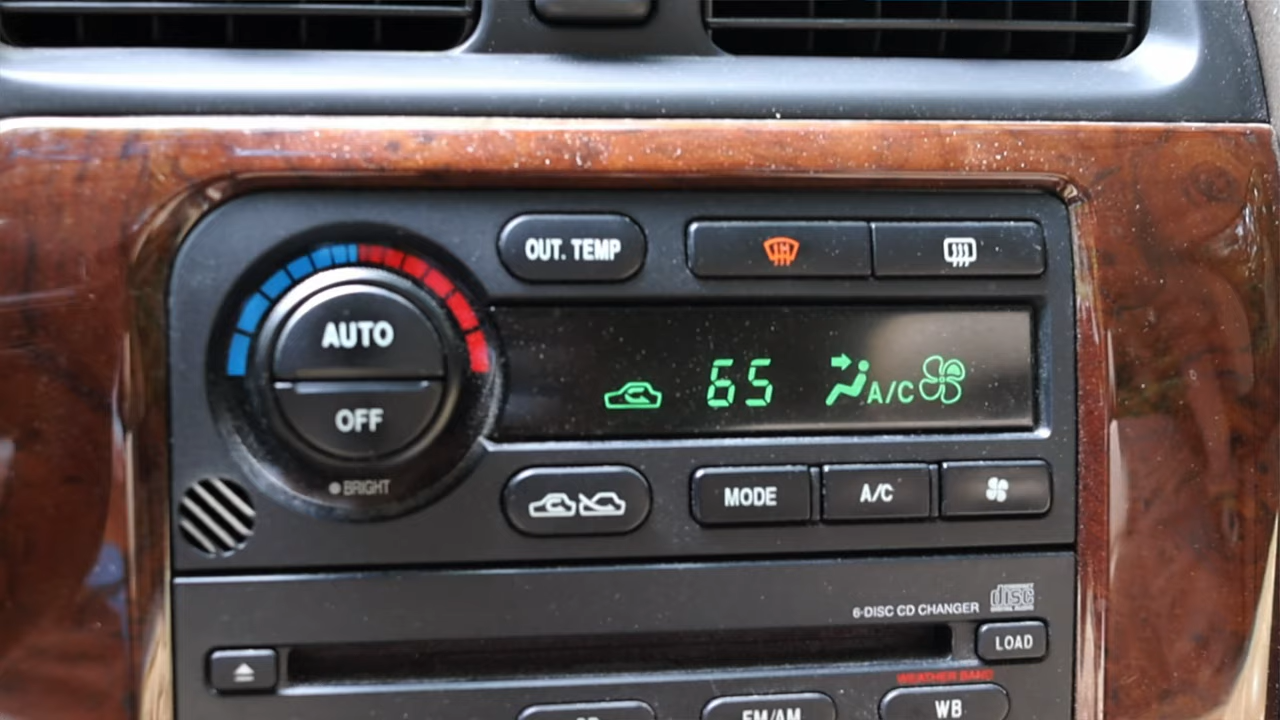 OUT. TEMP
AUTO
OFF
65
A/C
BRIGHT
MODE
A/C
6-DISC CD CHANGER
disc
LOAD
WEATHER BAND
FM/AM
WB